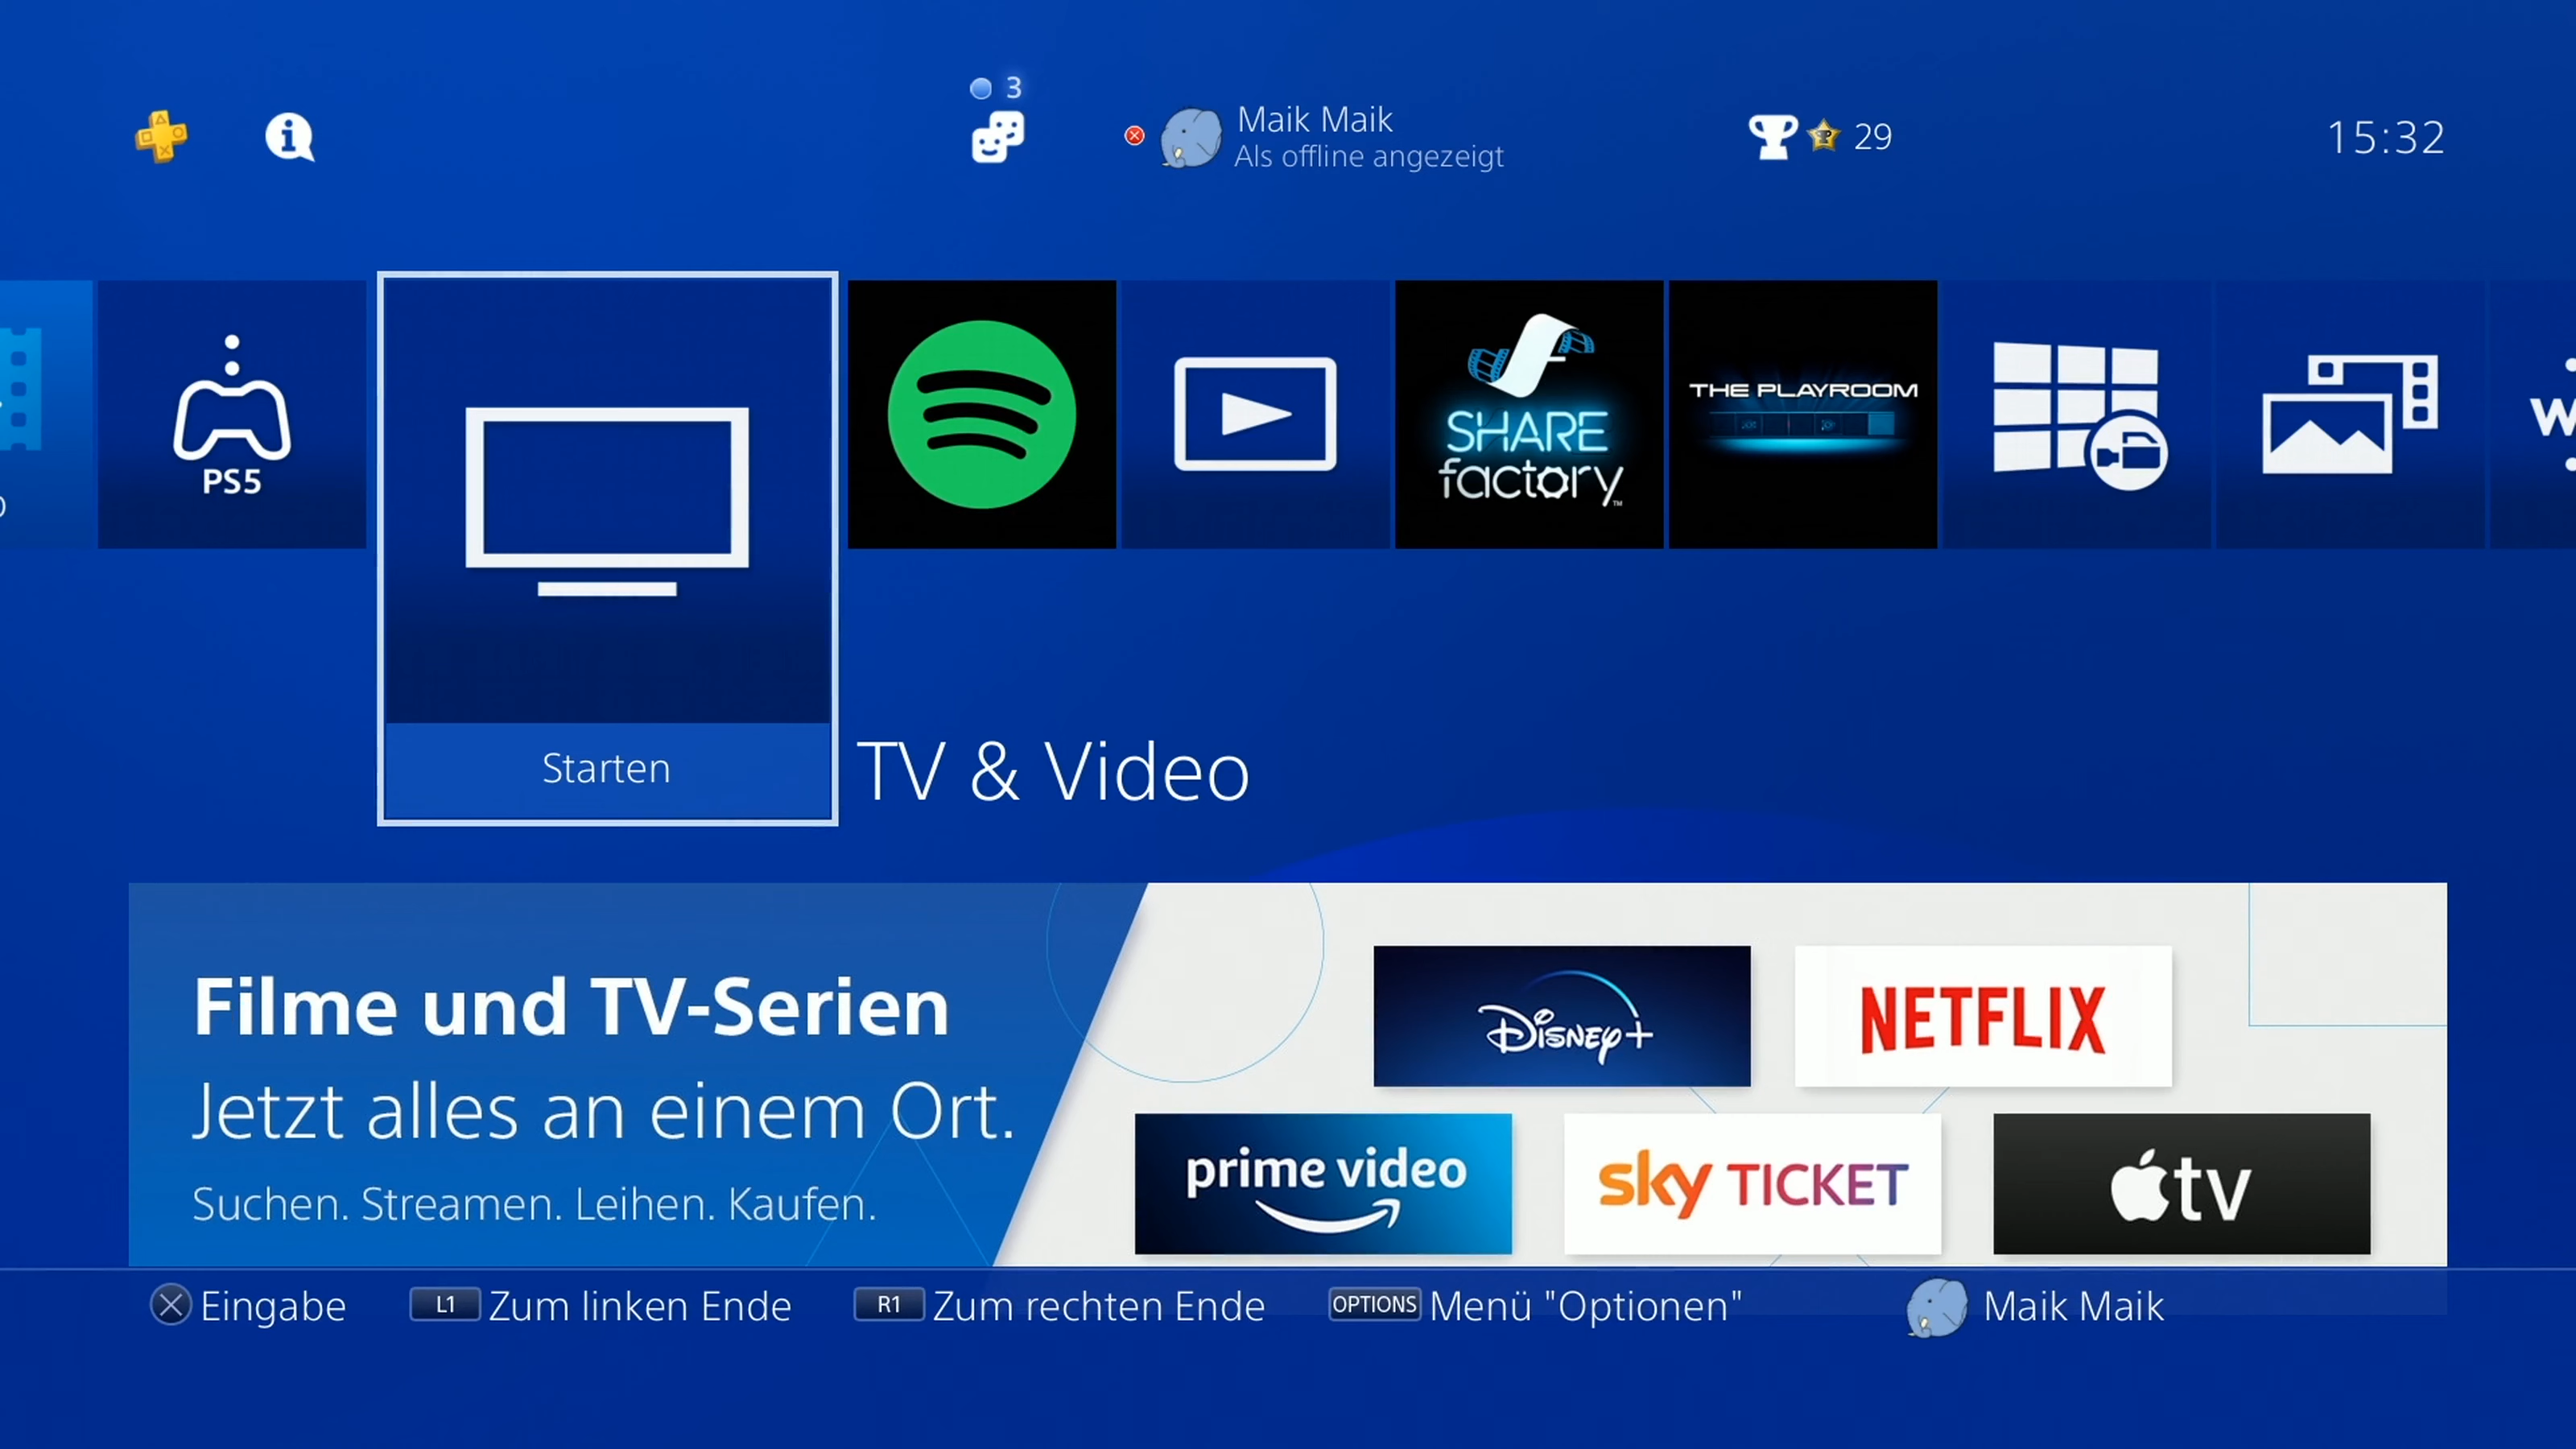 3
Maik Maik
Als offline angezeigt
29
15:32
PS5
SHARE
factory
™
THE PLAYROOM
W
Starten
TV & Video
Filme und TV-Serien
Jetzt alles an einem Ort.
Suchen. Streamen. Leihen. Kaufen.
Disney+
NETFLIX
prime video
sky TICKET
tv
Eingabe
L1 Zum linken Ende
R1 Zum rechten Ende
OPTIONS Menü "Optionen"
Maik Maik